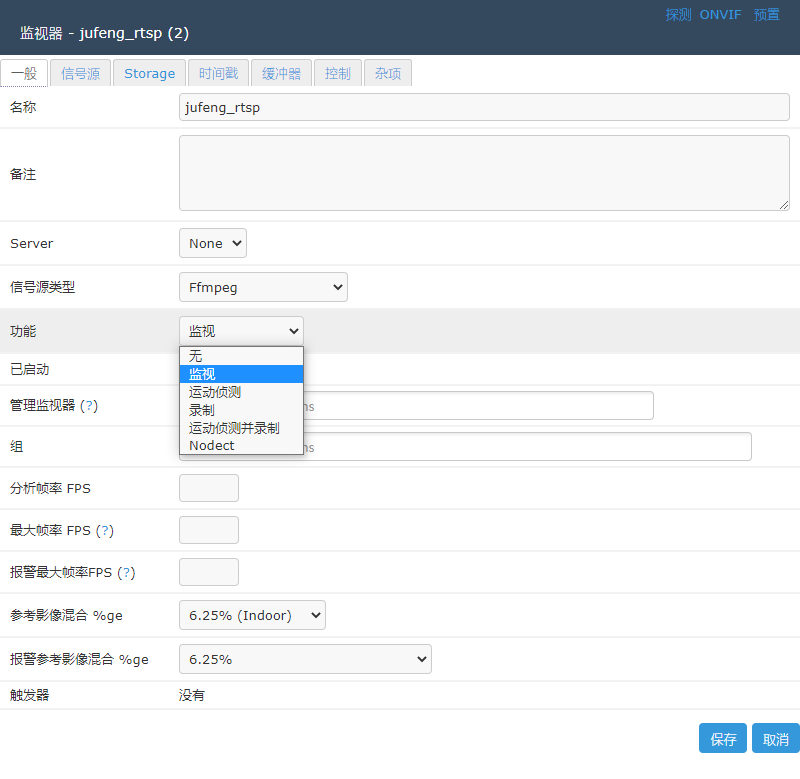 探测 ONVIF 预置
监视器 - jufeng_rtsp (2)
一般 信号源 Storage 时间戳 缓冲器 控制 杂项
名称 jufeng_rtsp
备注
Server None
信号源类型 Ffmpeg
功能 监视
无
监视
运动侦测
录制
运动侦测并录制
Nodect
已启动
管理监视器 (?)
组
分析帧率 FPS
最大帧率 FPS (?)
报警最大帧率FPS (?)
参考影像混合 %ge 6.25% (Indoor)
报警参考影像混合 %ge 6.25%
触发器 没有
保存 取消